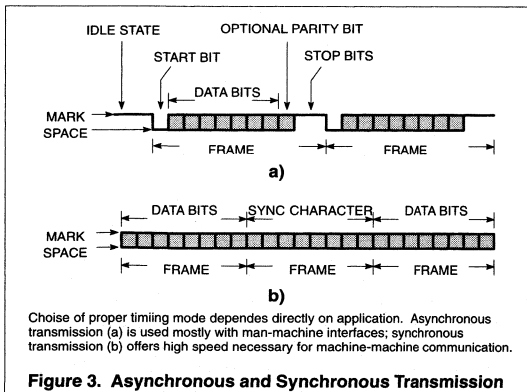 IDLE STATE OPTIONAL PARITY BIT
START BIT STOP BITS
DATA BITS
MARK
SPACE
FRAME FRAME
a)
DATA BITS SYNC CHARACTER DATA BITS
MARK
SPACE
FRAME FRAME FRAME
b)
Choise of proper timiing mode dependes directly on application. Asynchronous
transmission (a) is used mostly with man-machine interfaces; synchronous
transmission (b) offers high speed necessary for machine-machine communication.
Figure 3. Asynchronous and Synchronous Transmission